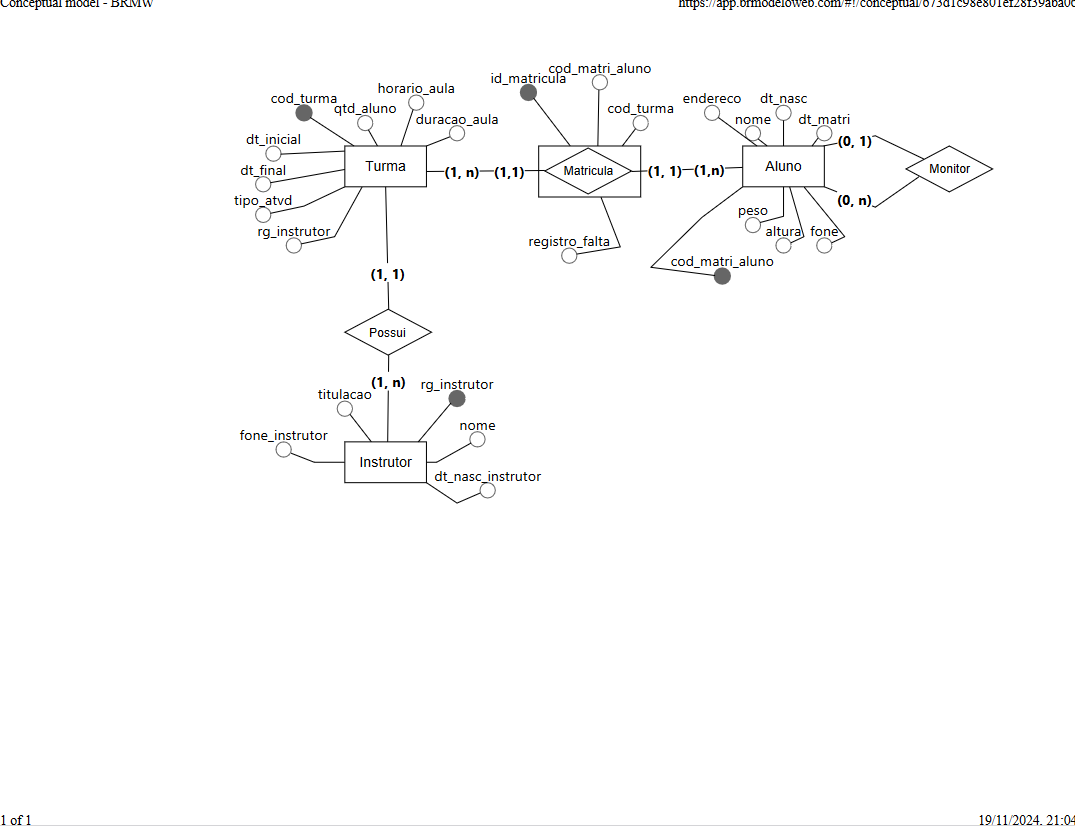 Conceptual model - BRMW
https://app.brmodeloweb.com/#!/conceptual/673d1c98e801ef28f39aba0c
cod_matri_aluno
id_matricula
horario_aula
cod_turma
qtd_aluno
duracao_aula
cod_turma
endereco
dt_nasc
nome
dt_matri
dt_inicial
dt_final
tipo_atvd
rg_instrutor
Turma
(1, n)
(1,1)
Matricula
(1, 1)
(1,n)
Aluno
(0, 1)
Monitor
(0, n)
peso
altura
fone
registro_falta
cod_matri_aluno
(1, 1)
Possui
(1, n)
titulacao
rg_instrutor
fone_instrutor
nome
Instrutor
dt_nasc_instrutor
1 of 1
19/11/2024, 21:04